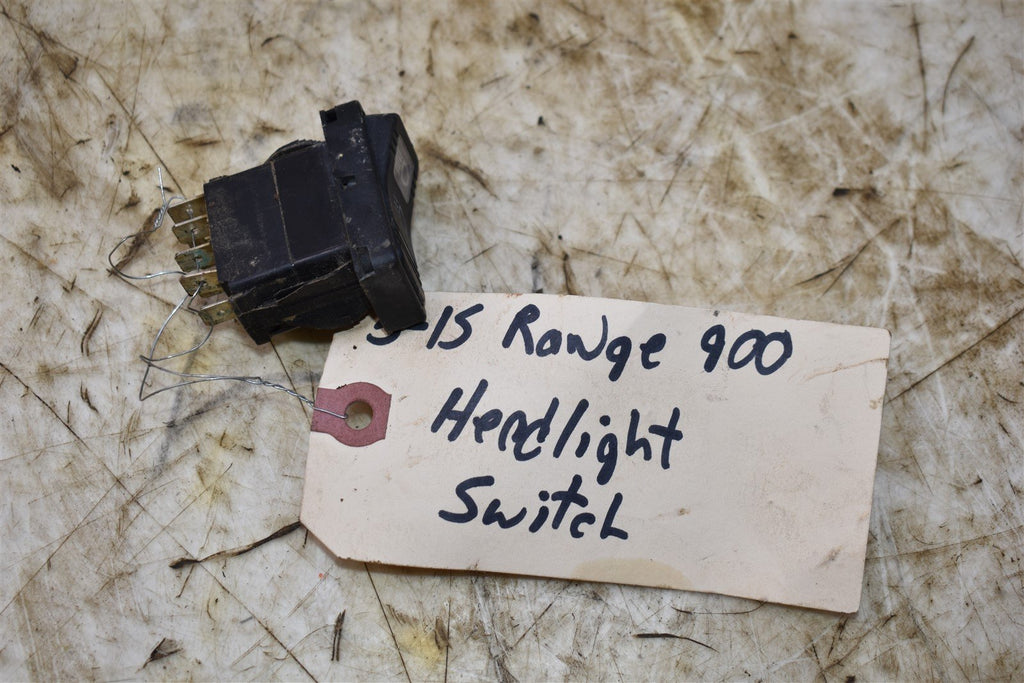 -15 Range 900
Headlight
Switch